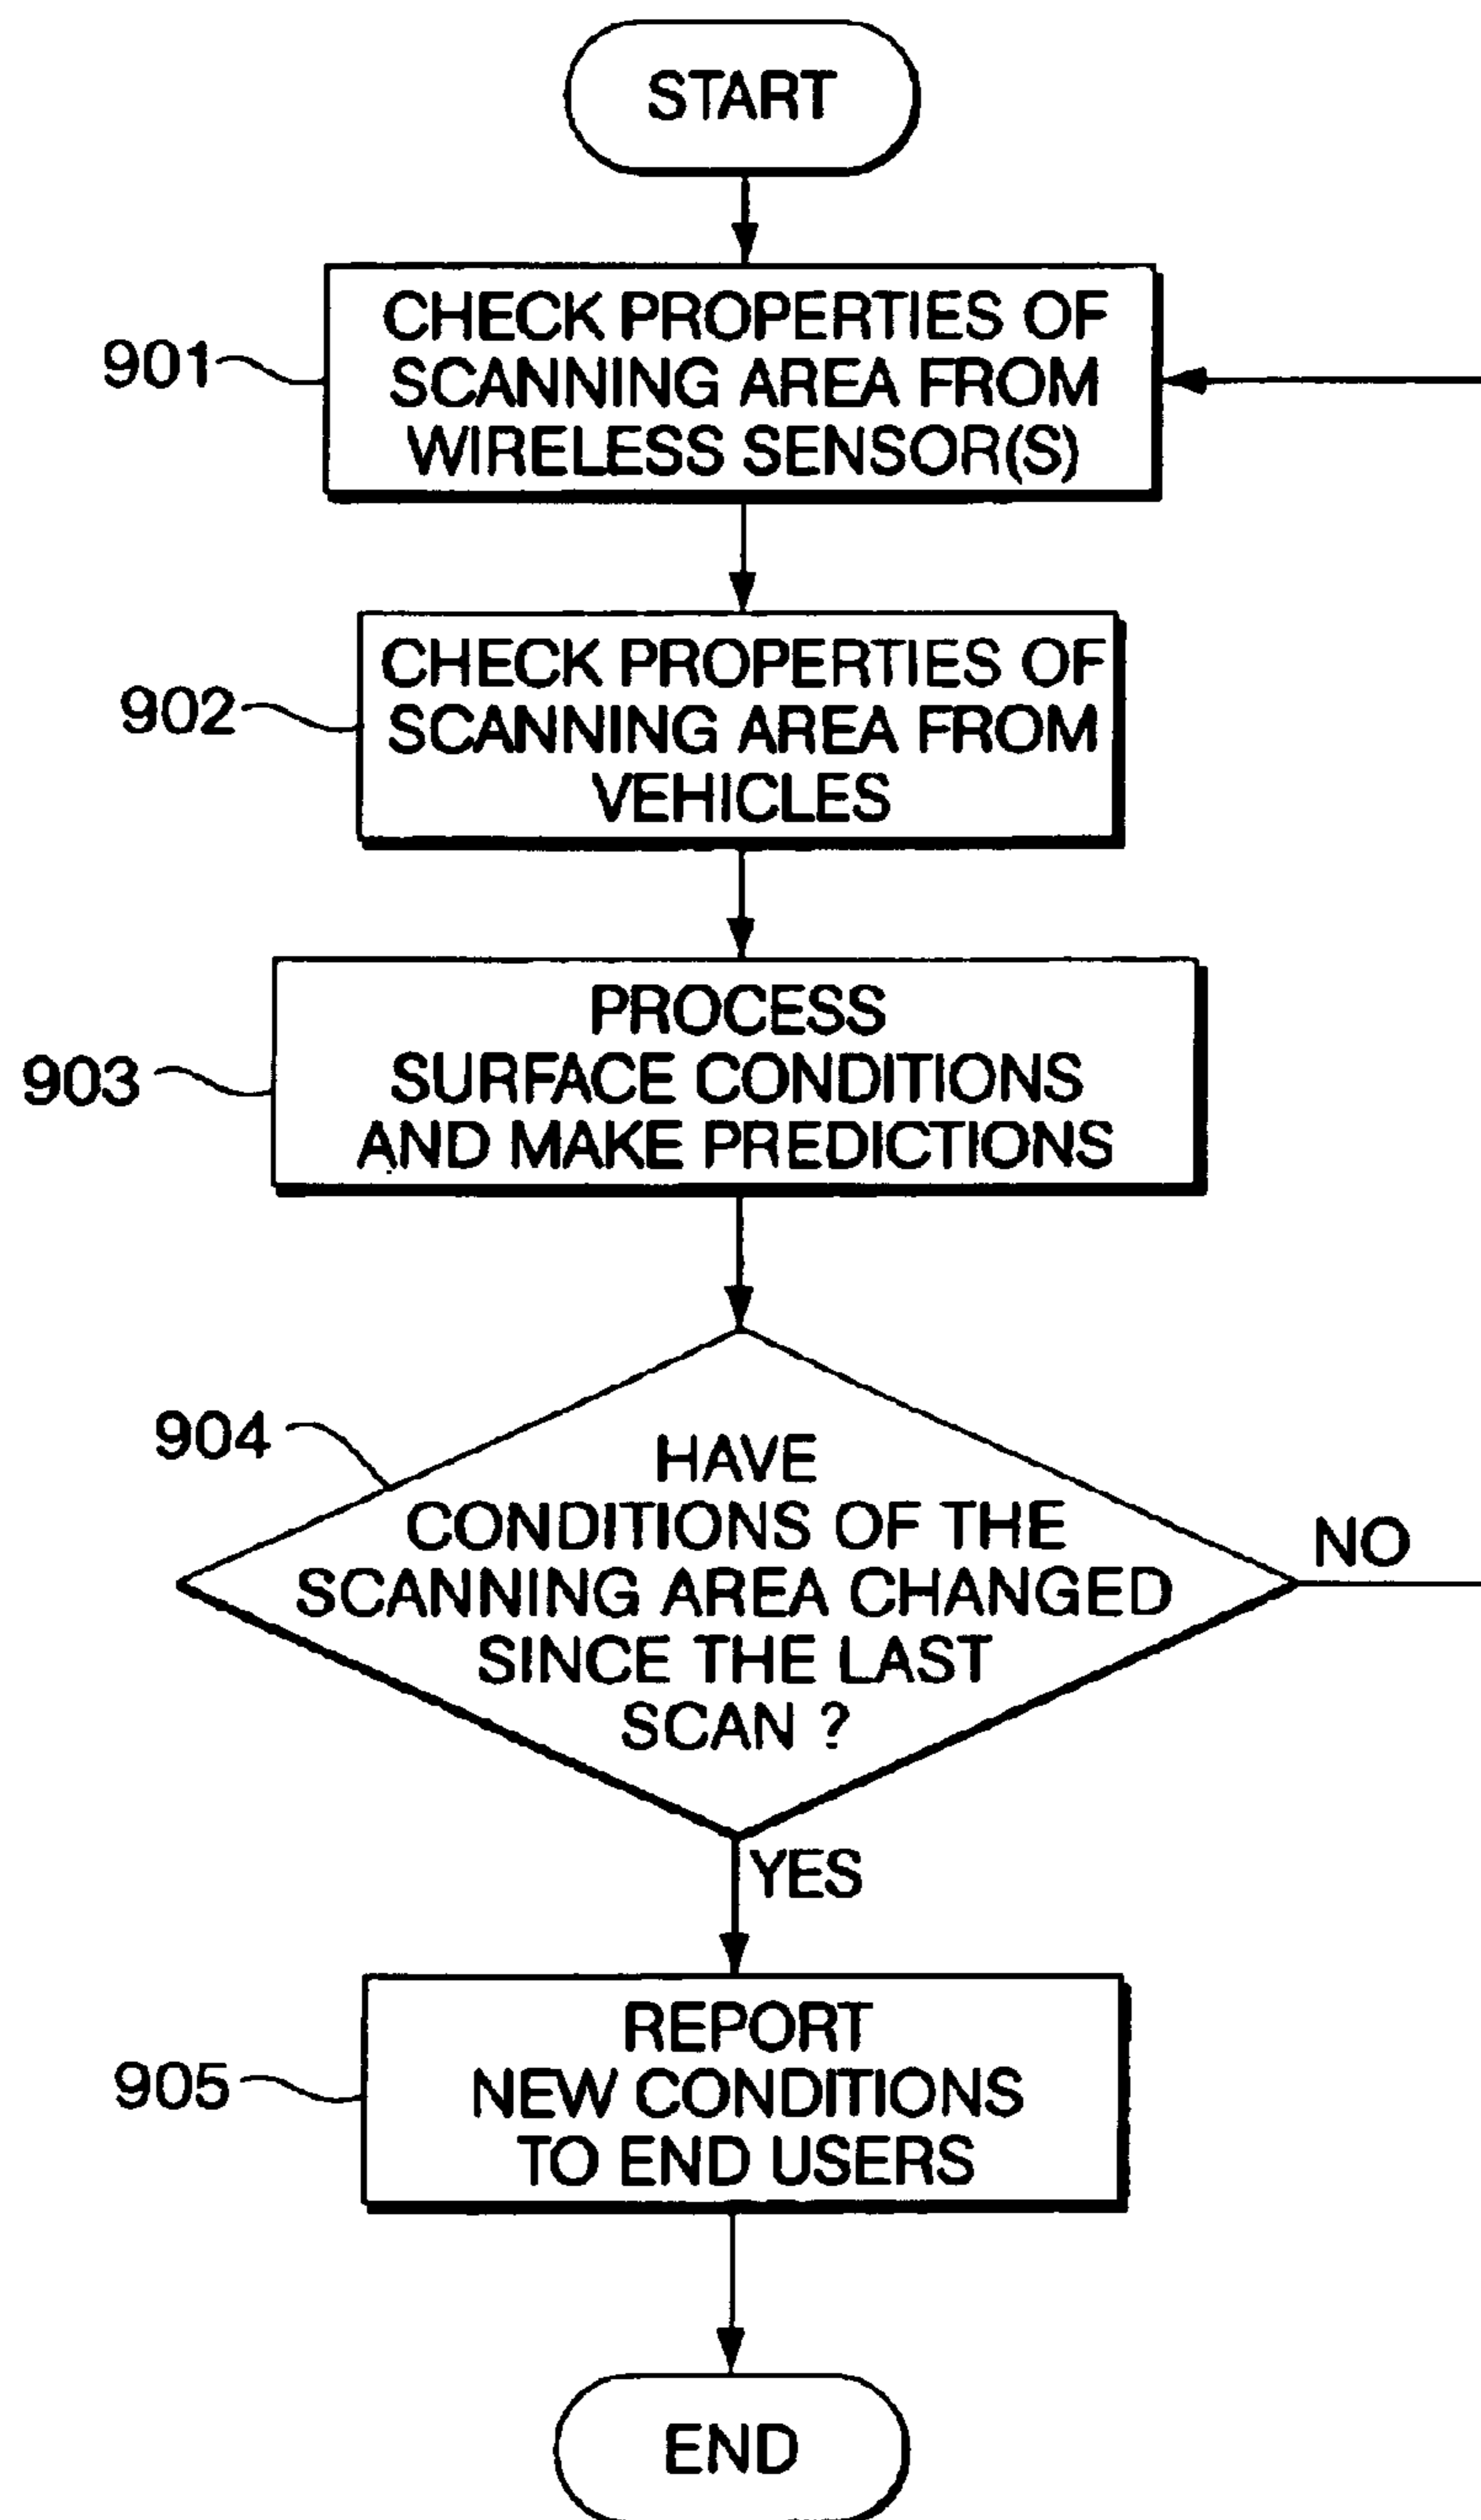 START
901
CHECK PROPERTIES OF
SCANNING AREA FROM
WIRELESS SENSOR(S)
902
CHECK PROPERTIES OF
SCANNING AREA FROM
VEHICLES
903
PROCESS
SURFACE CONDITIONS
AND MAKE PREDICTIONS
904
HAVE
CONDITIONS OF THE
SCANNING AREA CHANGED
SINCE THE LAST
SCAN ?
NO
YES
905
REPORT
NEW CONDITIONS
TO END USERS
END